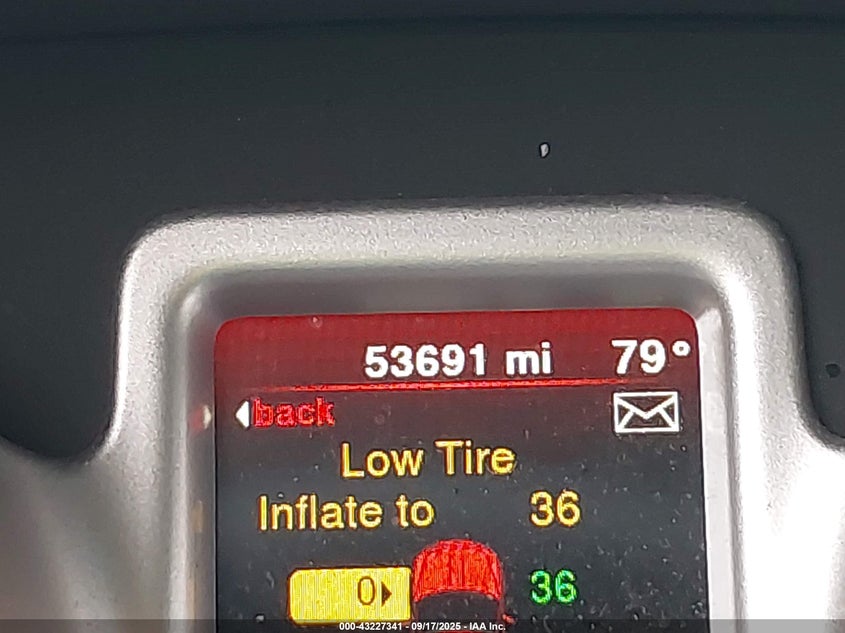 53691 mi 79°
back
Low Tire
Inflate to 36
0 36
000-43227341 - 09/17/2025 - IAA Inc.